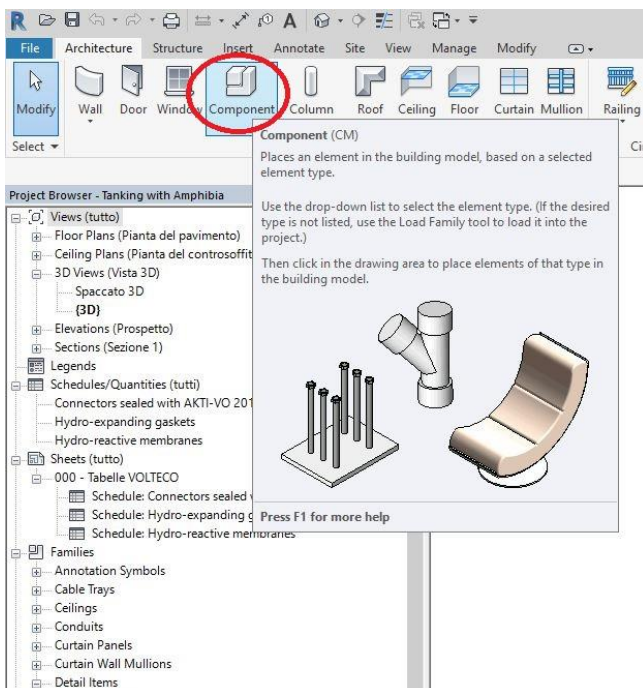 R A
File Architecture Structure Insert Annotate Site View Manage Modify
Modify Wall Door Window Component Column Roof Ceiling Floor Curtain Mullion Railing
Select
Component (CM)
Places an element in the building model, based on a selected
element type.
Use the drop-down list to select the element type. (If the desired
type is not listed, use the Load Family tool to load it into the
project.)
Then click in the drawing area to place elements of that type in
the building model.
Press F1 for more help
Ci
Project Browser - Tanking with Amphibia
Views (tutto)
Floor Plans (Pianta del pavimento)
Ceiling Plans (Pianta del controsoffit
3D Views (Vista 3D)
Spaccato 3D
{3D}
Elevations (Prospetto)
Sections (Sezione 1)
Legends
Schedules/Quantities (tutti)
Connectors sealed with AKTI-VO 201
Hydro-expanding gaskets
Hydro-reactive membranes
Sheets (tutto)
000 - Tabelle VOLTECO
Schedule: Connectors sealed
Schedule: Hydro-expanding g
Schedule: Hydro-reactive membranes
Families
Annotation Symbols
Cable Trays
Ceilings
Conduits
Curtain Panels
Curtain Wall Mullions
Detail Items